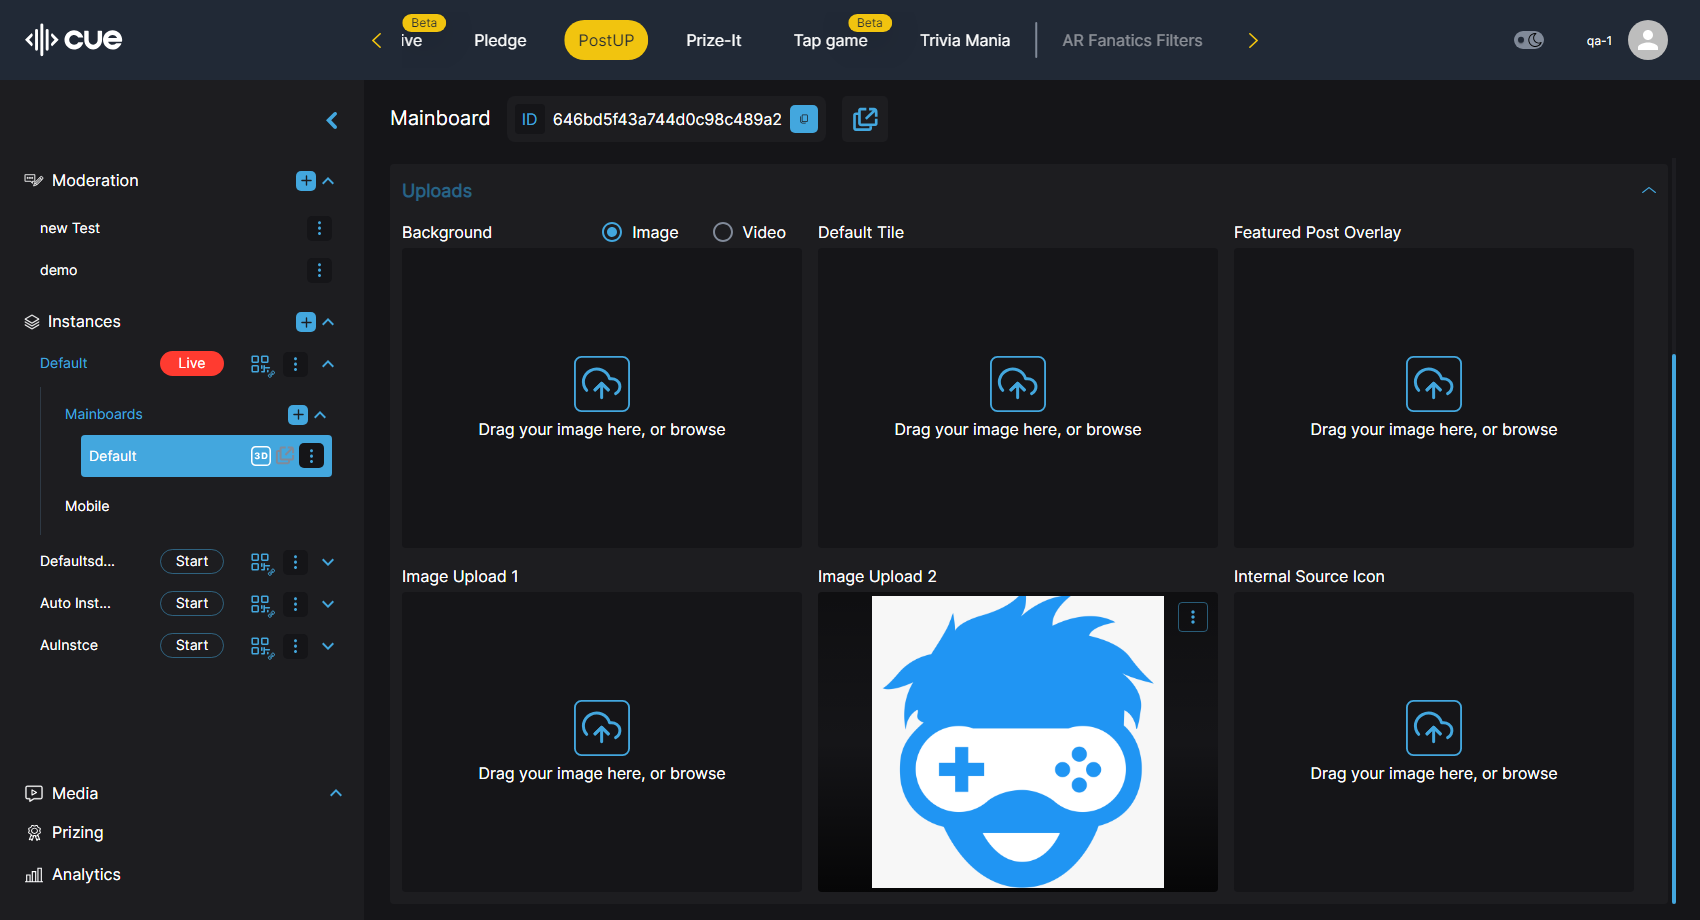 cue
Beta
ive
Pledge
PostUP
Prize-It
Beta
Tap game
Trivia Mania
AR Fanatics Filters
qa-1
Mainboard
ID 646bd5f43a744d0c98c489a2
Moderation
new Test
demo
Instances
Default Live
Mainboards
Default 3D
Mobile
Defaultsd... Start
Auto Inst... Start
AuInstce Start
Media
Prizing
Analytics
Uploads
Background Image Video
Drag your image here, or browse
Default Tile
Drag your image here, or browse
Featured Post Overlay
Drag your image here, or browse
Image Upload 1
Drag your image here, or browse
Image Upload 2
Internal Source Icon
Drag your image here, or browse